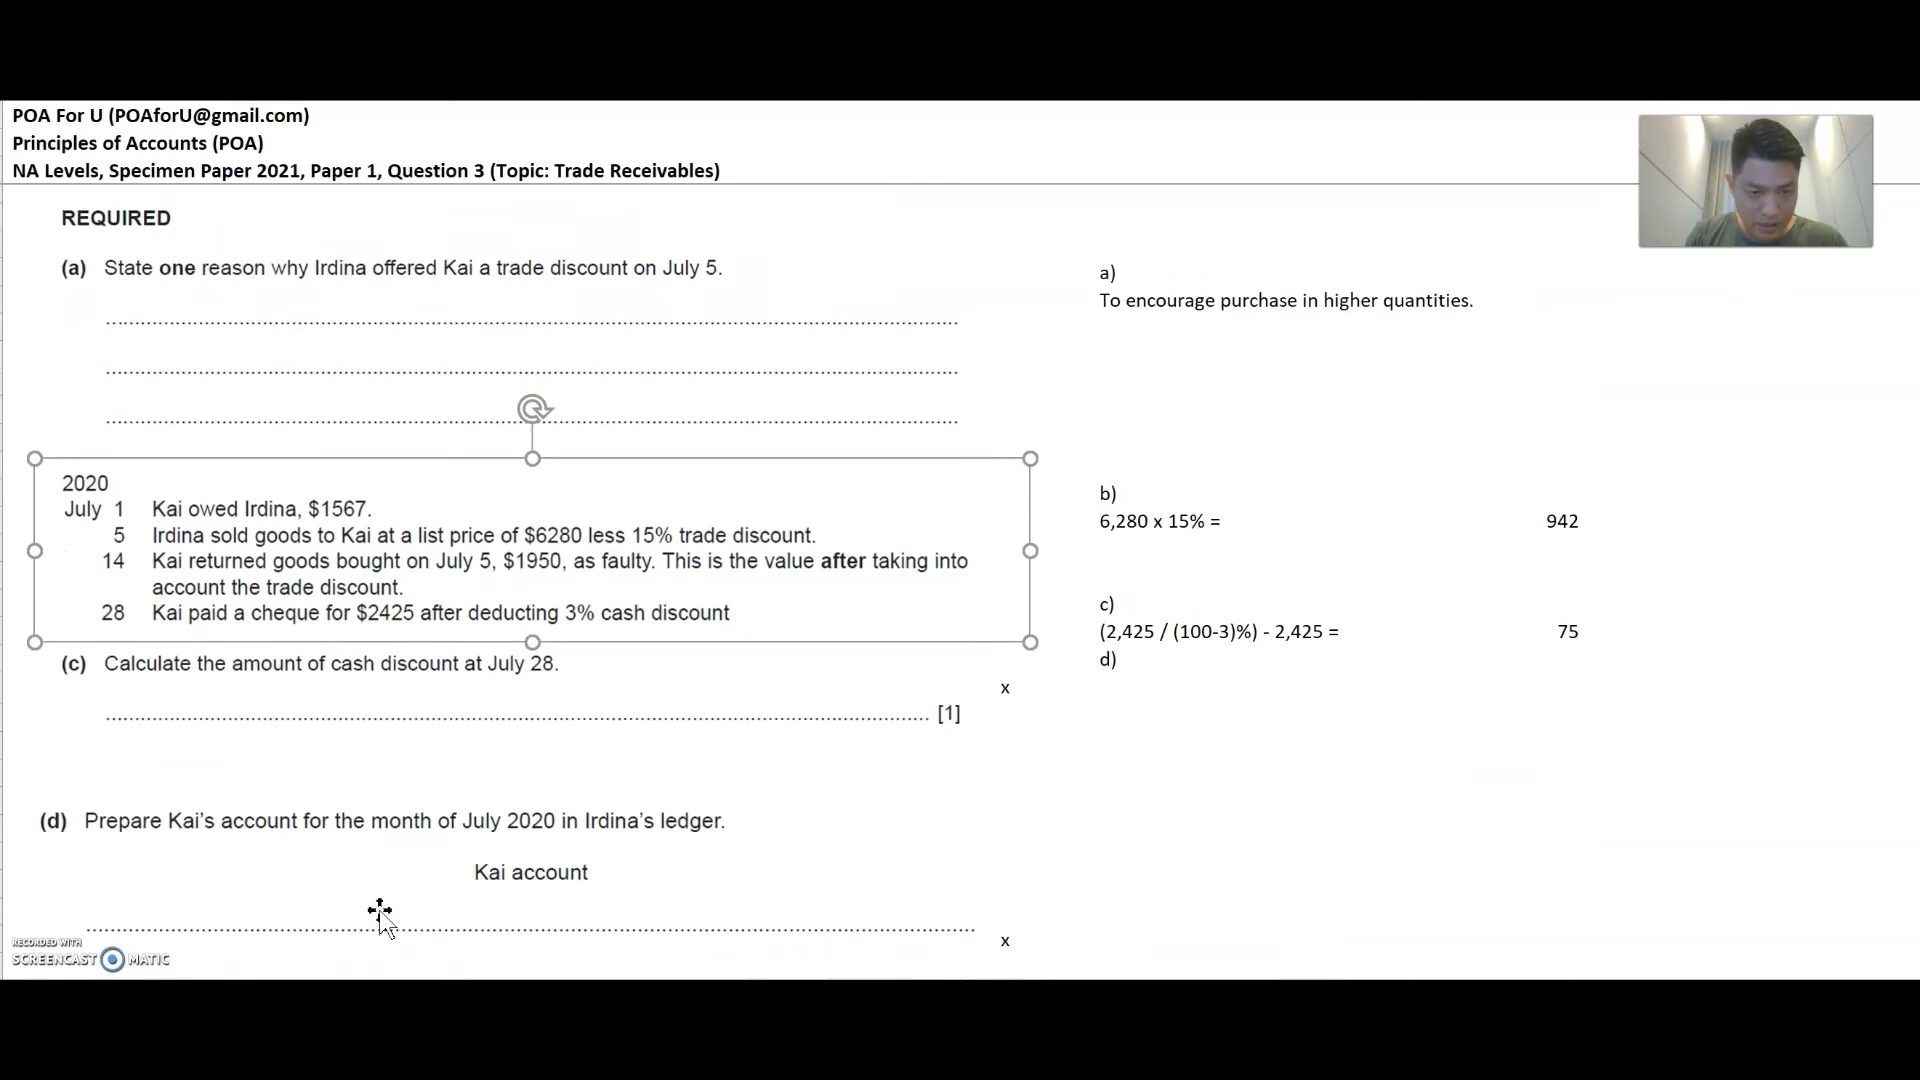 POA For U (POAforU@gmail.com)
Principles of Accounts (POA)
NA Levels, Specimen Paper 2021, Paper 1, Question 3 (Topic: Trade Receivables)
REQUIRED
(a) State one reason why Irdina offered Kai a trade discount on July 5.
2020
July 1 Kai owed Irdina, $1567.
5 Irdina sold goods to Kai at a list price of $6280 less 15% trade discount.
14 Kai returned goods bought on July 5, $1950, as faulty. This is the value after taking into
account the trade discount.
28 Kai paid a cheque for $2425 after deducting 3% cash discount
(c) Calculate the amount of cash discount at July 28.
x
[1]
(d) Prepare Kai's account for the month of July 2020 in Irdina's ledger.
Kai account
x
a)
To encourage purchase in higher quantities.
b)
6,280 x 15% = 942
c)
(2,425 / (100-3)%) - 2,425 = 75
d)
RECORDED WITH
SCREENCAST MATIC